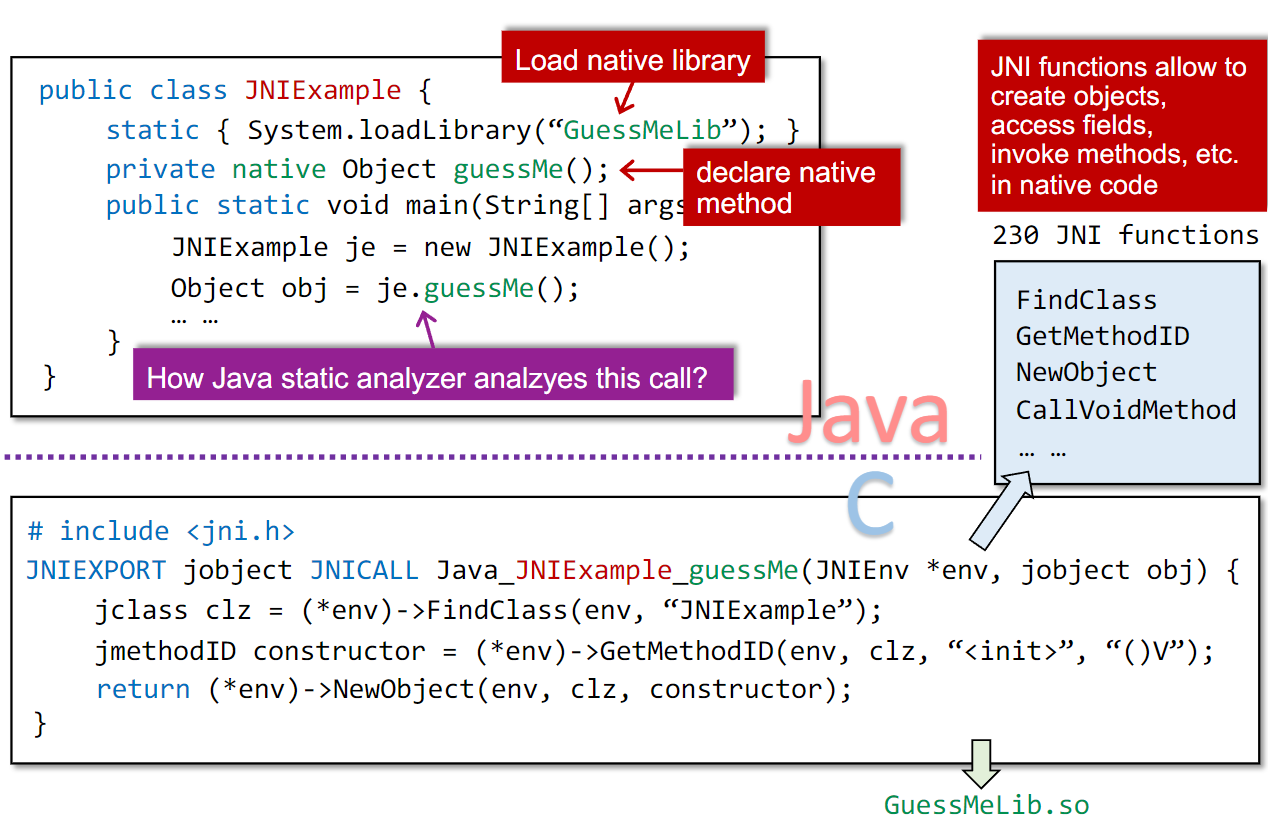 Load native library
public class JNIExample {
static { System.loadLibrary(“GuessMeLib”); }
private native Object guessMe();
declare native
method
public static void main(String[] args
JNIExample je = new JNIExample();
Object obj = je.guessMe();
… …
}
How Java static analyzer analzyes this call?
}
JNI functions allow to
create objects,
access fields,
invoke methods, etc.
in native code
230 JNI functions
FindClass
GetMethodID
NewObject
CallVoidMethod
… …
Java
C
# include <jni.h>
JNIEXPORT jobject JNICALL Java_JNIExample_guessMe(JNIEnv *env, jobject obj) {
jclass clz = (*env)->FindClass(env, “JNIExample”);
jmethodID constructor = (*env)->GetMethodID(env, clz, “<init>”, “()V”);
return (*env)->NewObject(env, clz, constructor);
}
GuessMeLib.so